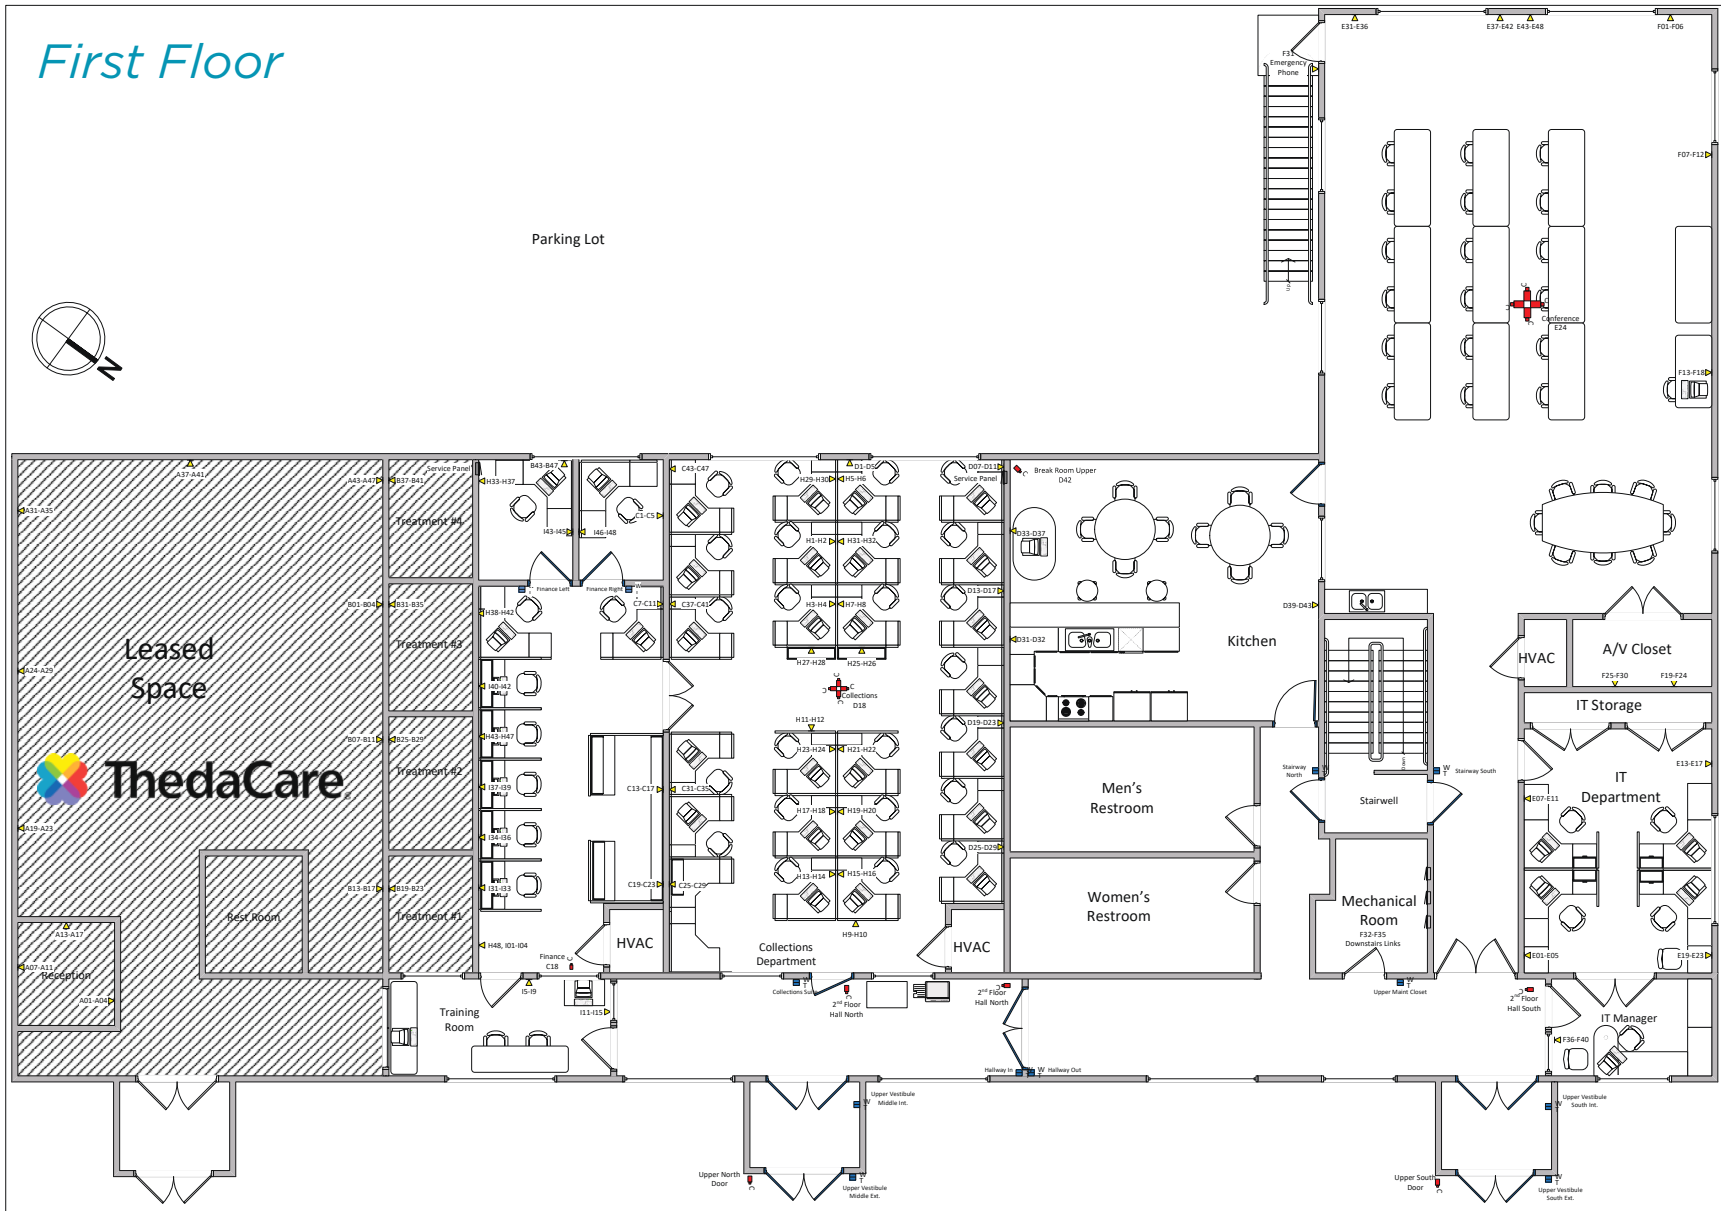 First Floor
E31-E36
E37-E42
E43-E48
F01-F06
F31
Emergency
Phone
F07-F12
Parking Lot
Conference
E24
F13-F18
N
A37-A41
A43-A47
B37-B41
Service Panel
H33-H37
B43-B47
C43-C47
H29-H30
D1-D5
H5-H6
D07-D11
Service Panel
Break Room Upper
D42
A31-A35
Treatment #4
I43-I45
I46-I48
C1-C5
H1-H2
H31-H32
D33-D37
Finance Left
Finance Right
W
T
B01-B04
B31-B35
H38-H42
C7-C11
C37-C41
H3-H4
H7-H8
D13-D17
D39-D43
Leased
Space
Treatment #3
D31-D32
Kitchen
HVAC
A/V Closet
A24-A29
H27-H28
H25-H26
F25-F30
F19-F24
I40-I42
Collections
D18
IT Storage
H11-H12
D19-D23
B07-B11
B25-B29
H43-H47
H23-H24
H21-H22
Down
ThedaCare
Treatment #2
I37-I39
C13-C17
C31-C35
Men's
Restroom
Stairway
North
W
T
W
T
Stairway South
Stairwell
IT
Department
E13-E17
E07-E11
A19-A23
I34-I36
H17-H18
H19-H20
D25-D29
B13-B17
B19-B23
I31-I33
C19-C23
C25-C29
H13-H14
H15-H16
Rest Room
Treatment #1
Women's
Restroom
Mechanical
Room
F32-F35
Downstairs Links
A13-A17
H48, I01-I04
HVAC
H9-H10
Collections
Department
HVAC
Finance
C18
E01-E05
E19-E23
A07-A11
Reception
A01-A04
I5-I9
Collections Suite
W
T
2nd Floor
Hall North
2nd Floor
Hall North
Upper Maint Closet
W
T
2nd Floor
Hall South
Training
Room
I11-I15
IT Manager
F36-F40
Hallway In
W
T
W
T
Hallway Out
Upper Vestibule
Middle Int.
W
T
Upper Vestibule
South Int.
W
T
Upper North
Door
W
T
Upper Vestibule
Middle Ext.
Upper South
Door
W
T
Upper Vestibule
South Ext.